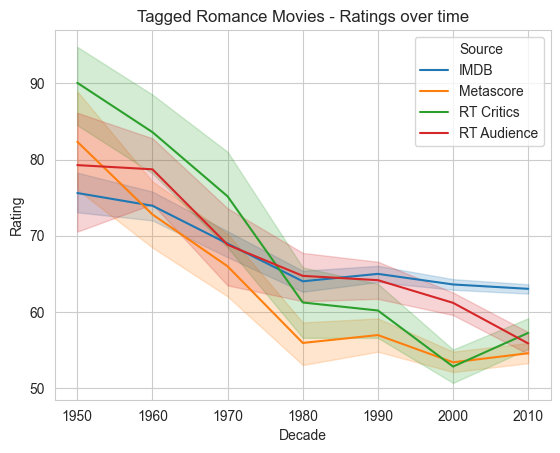 Tagged Romance Movies - Ratings over time
Source
IMDB
Metascore
RT Critics
RT Audience
Rating
90
80
70
60
50
1950 1960 1970 1980 1990 2000 2010
Decade